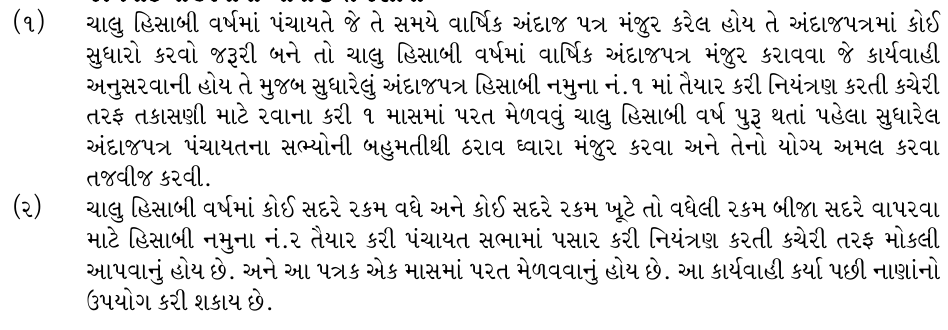 (૧) ચાલુ હિસાબી વર્ષમાં પંચાયતે જે તે સમયે વાર્ષિક અંદાજ પત્ર મંજુર કરેલ હોય તે અંદાજપત્રમાં કોઈ
સુધારો કરવો જરૂરી બને તો ચાલુ હિસાબી વર્ષમાં વાર્ષિક અંદાજપત્ર મંજુર કરાવવા જે કાર્યવાહી
અનુસરવાની હોય તે મુજબ સુધારેલું અંદાજપત્ર હિસાબી નમુના નં.૧ માં તૈયાર કરી નિયંત્રણ કરતી કચેરી
તરફ તકાસણી માટે રવાના કરી ૧ માસમાં પરત મેળવવું ચાલુ હિસાબી વર્ષ પુરૂ થતાં પહેલા સુધારેલ
અંદાજપત્ર પંચાયતના સભ્યોની બહુમતીથી ઠરાવ ઘ્વારા મંજુર કરવા અને તેનો યોગ્ય અમલ કરવા
તજવીજ કરવી.
(૨) ચાલુ હિસાબી વર્ષમાં કોઈ સદરે રકમ વધે અને કોઈ સદરે રકમ ખૂટે તો વધેલી રકમ બીજા સદરે વાપરવા
માટે હિસાબી નમુના નં.૨ તૈયાર કરી પંચાયત સભામાં પસાર કરી નિયંત્રણ કરતી કચેરી તરફ મોકલી
આપવાનું હોય છે. અને આ પત્રક એક માસમાં પરત મેળવવાનું હોય છે. આ કાર્યવાહી કર્યા પછી નાણાંનો
ઉપયોગ કરી શકાય છે.